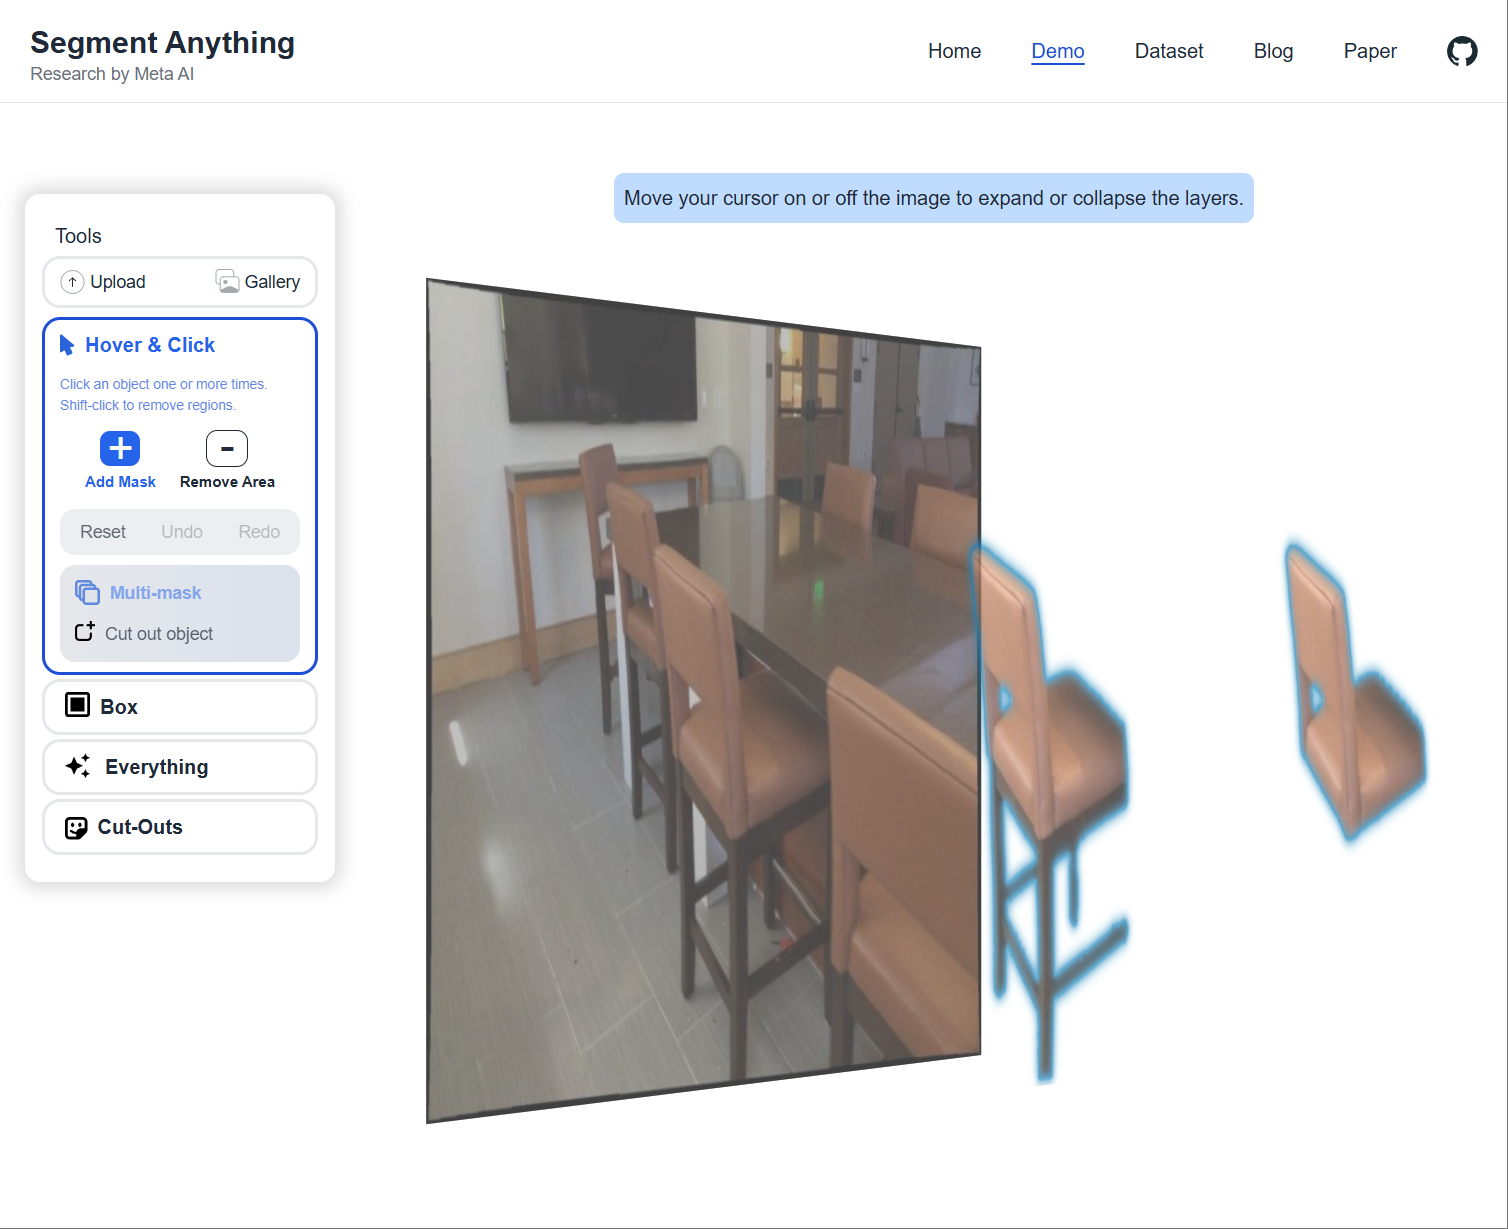 Segment Anything
Research by Meta AI
Home
Demo
Dataset
Blog
Paper
Move your cursor on or off the image to expand or collapse the layers.
Tools
Upload
Gallery
Hover & Click
Click an object one or more times.
Shift-click to remove regions.
Add Mask
Remove Area
Reset
Undo
Redo
Multi-mask
Cut out object
Box
Everything
Cut-Outs